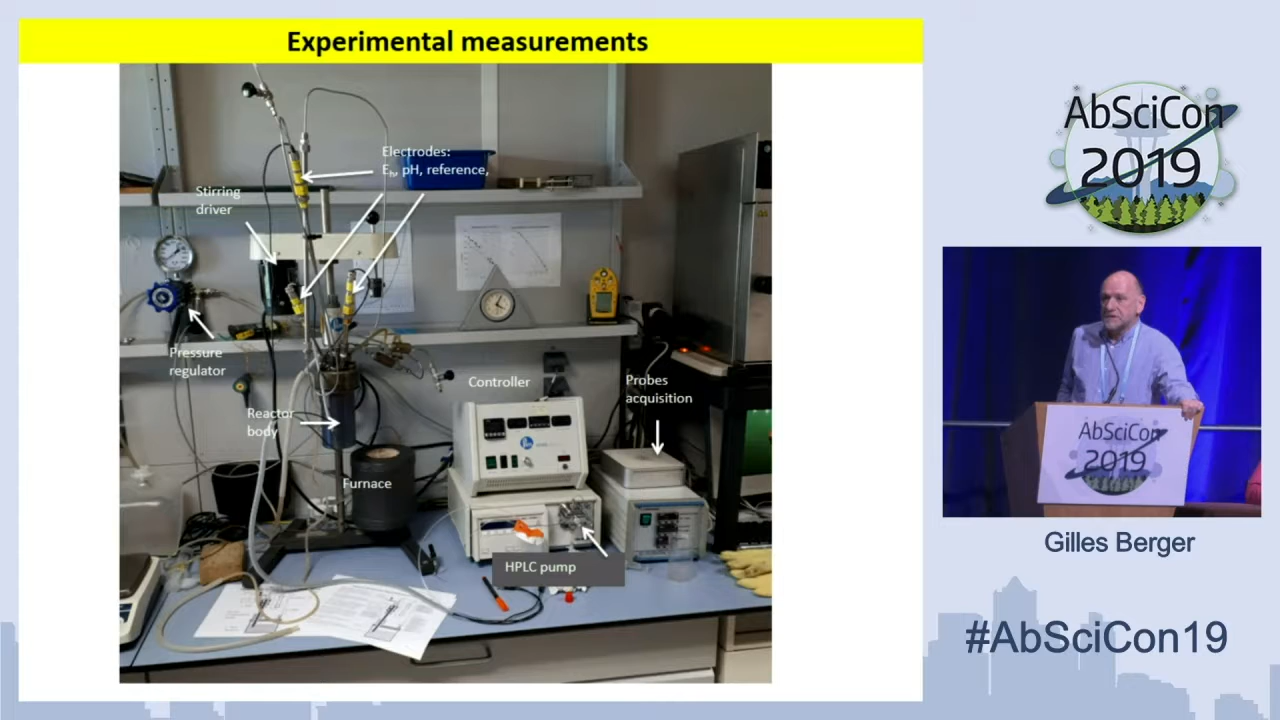 Experimental measurements
Electrodes:
Eₕ, pH, reference,
Stirring
driver
Pressure
regulator
Reactor
body
Furnace
Controller
Probes
acquisition
HPLC pump
AbSciCon
2019
AbSciCon
2019
Gilles Berger
#AbSciCon19